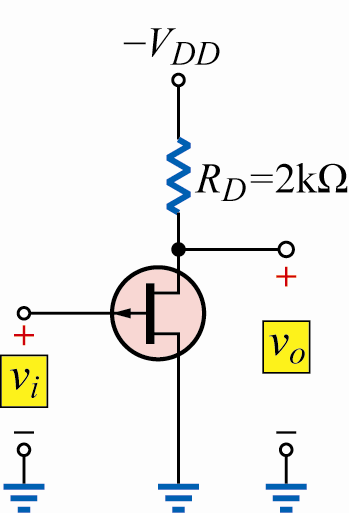 −V_DD
R_D=2kΩ
+
+
v_i
v_o
−
−